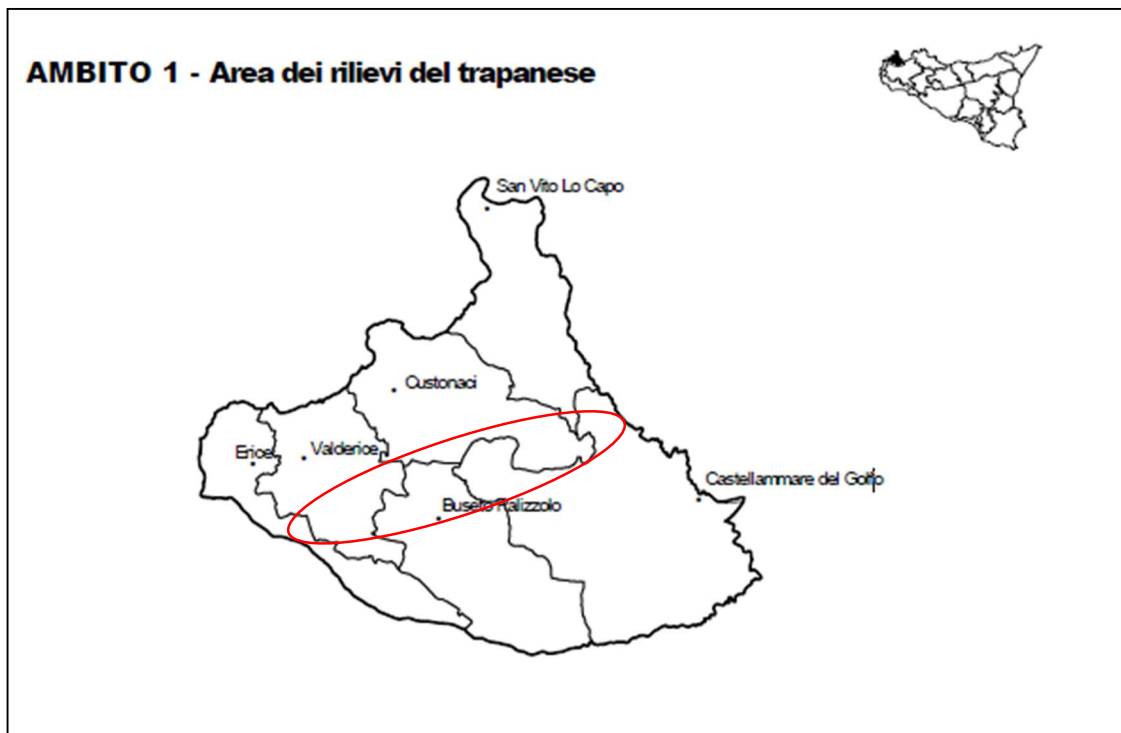 AMBITO 1 - Area dei rilievi del trapanese
San Vito Lo Capo
Custonaci
Erice
Valderice
Castellammare del Golfo
Buseto Palizzolo